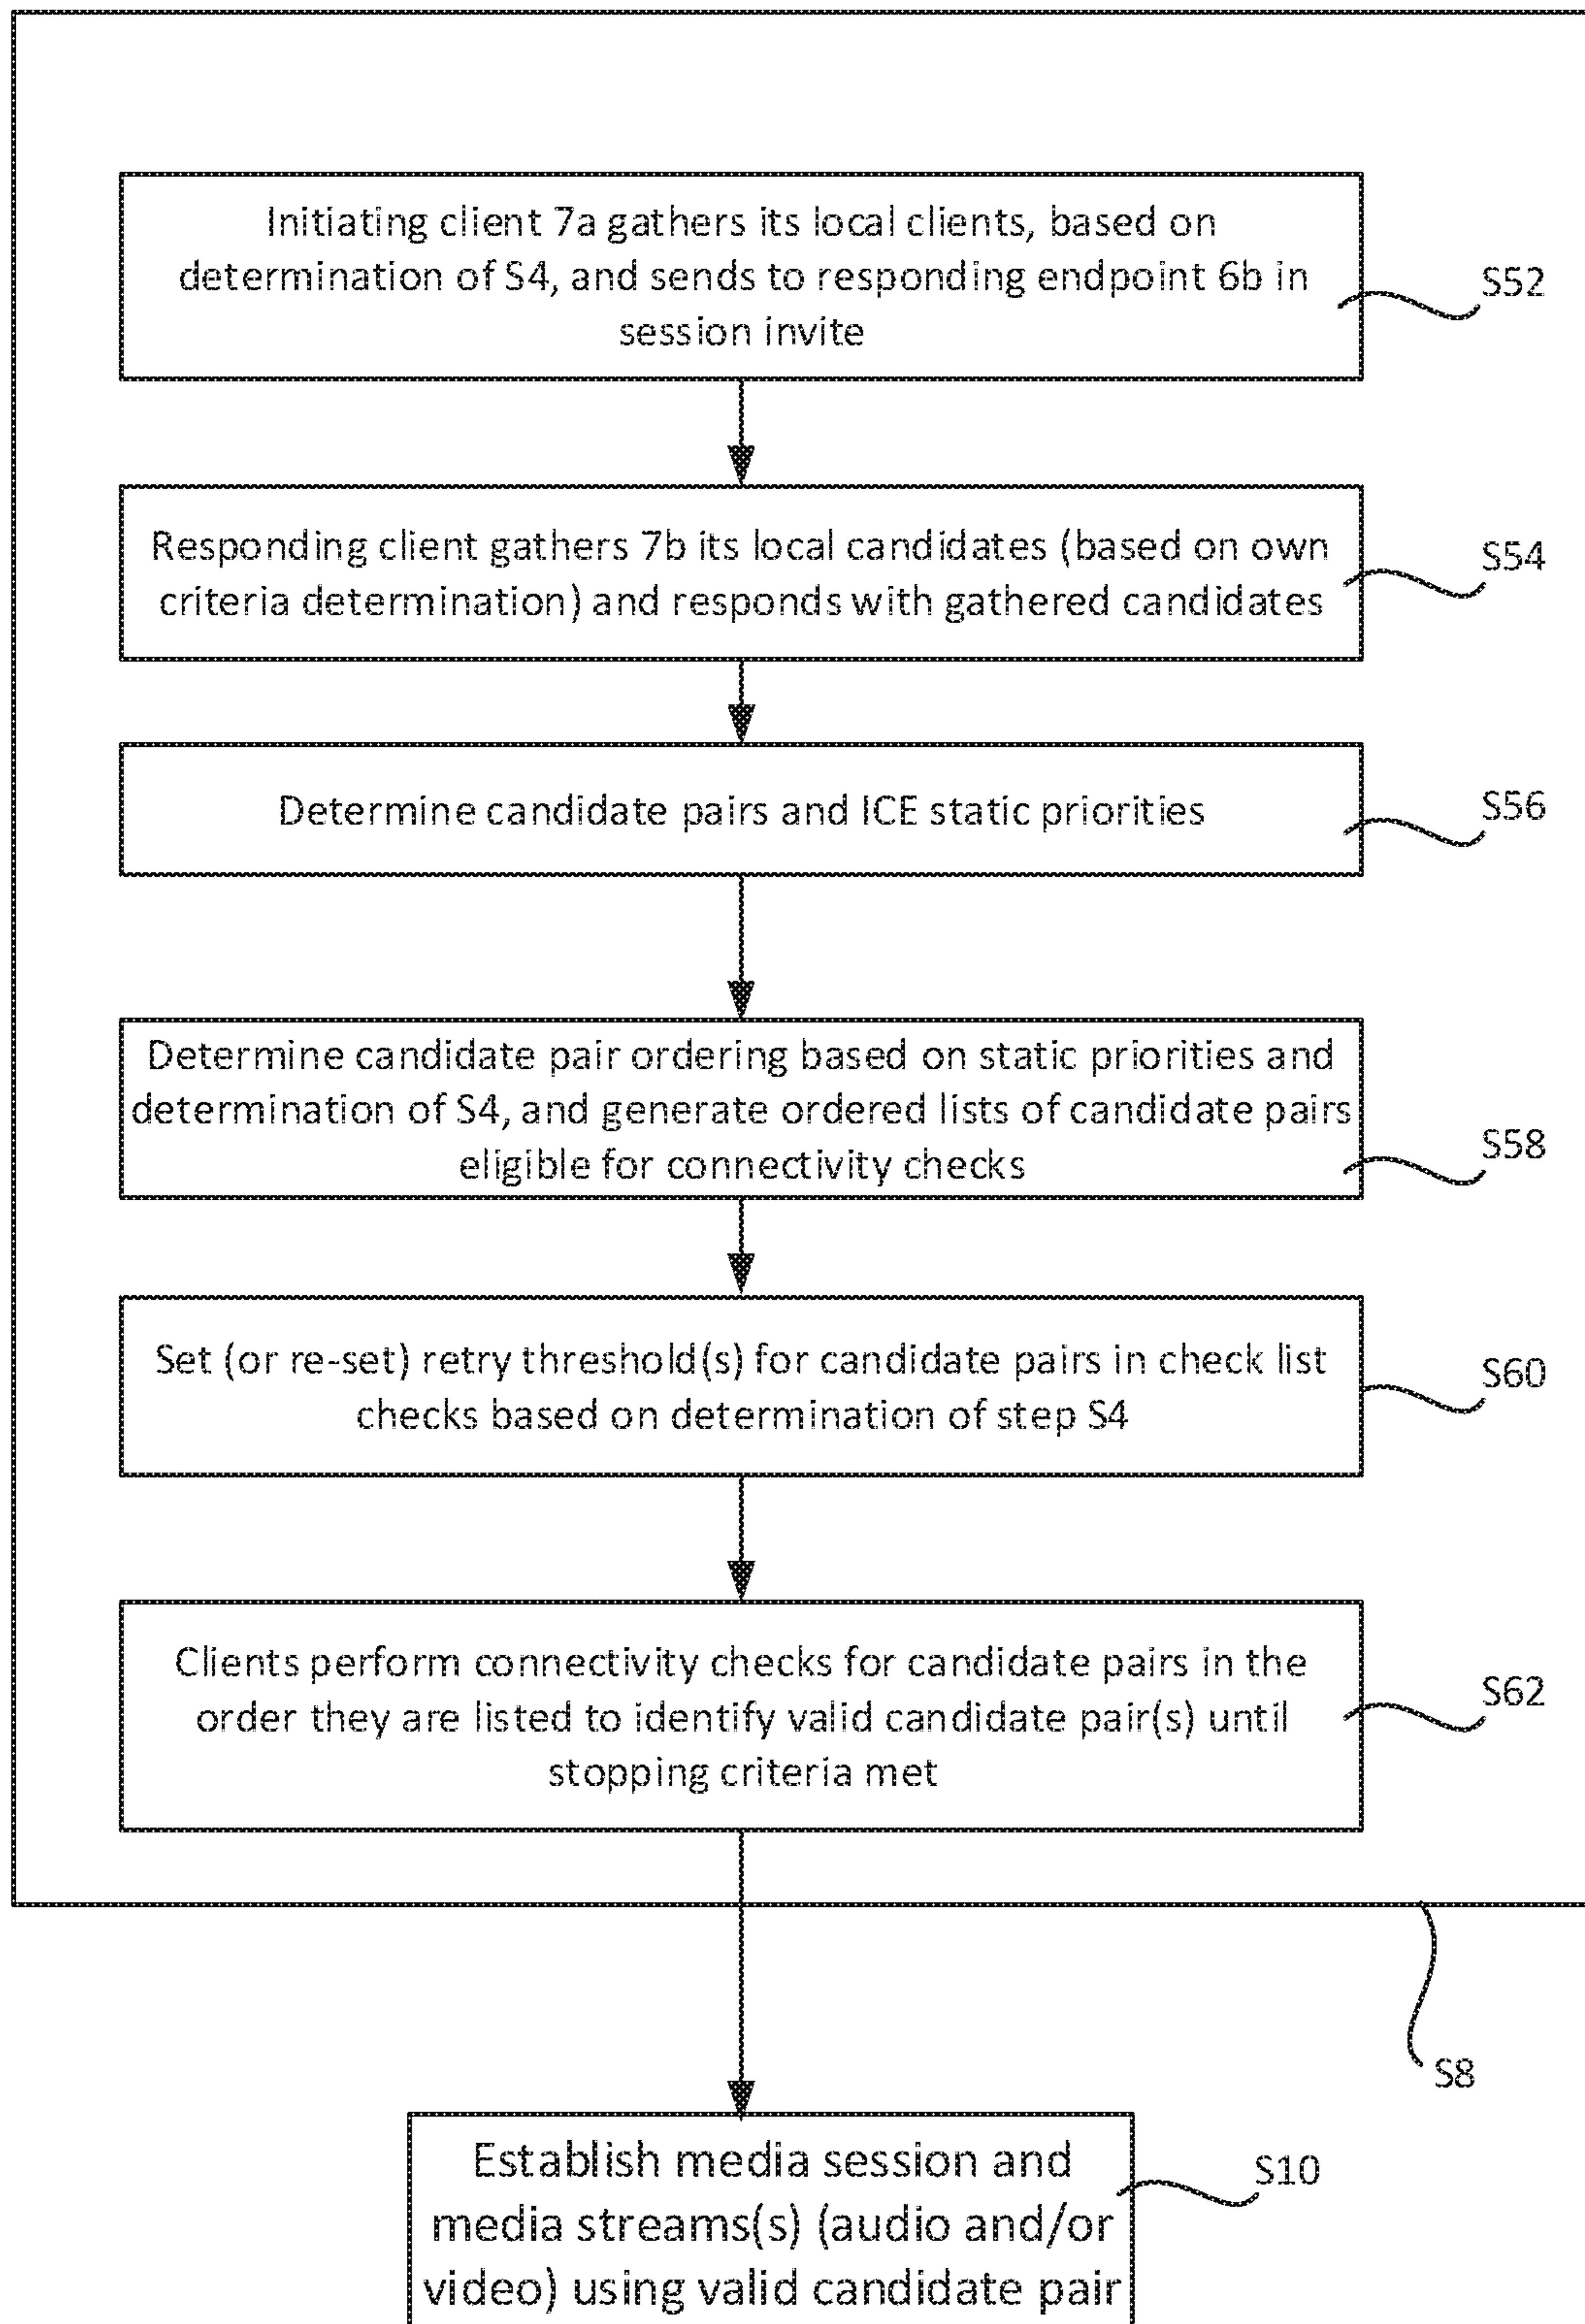 Initiating client 7a gathers its local clients, based on
determination of S4, and sends to responding endpoint 6b in
session invite
S52
Responding client gathers 7b its local candidates (based on own
criteria determination) and responds with gathered candidates
S54
Determine candidate pairs and ICE static priorities
S56
Determine candidate pair ordering based on static priorities and
determination of S4, and generate ordered lists of candidate pairs
eligible for connectivity checks
S58
Set (or re-set) retry threshold(s) for candidate pairs in check list
checks based on determination of step S4
S60
Clients perform connectivity checks for candidate pairs in the
order they are listed to identify valid candidate pair(s) until
stopping criteria met
S62
S8
Establish media session and
media streams(s) (audio and/or
video) using valid candidate pair
S10